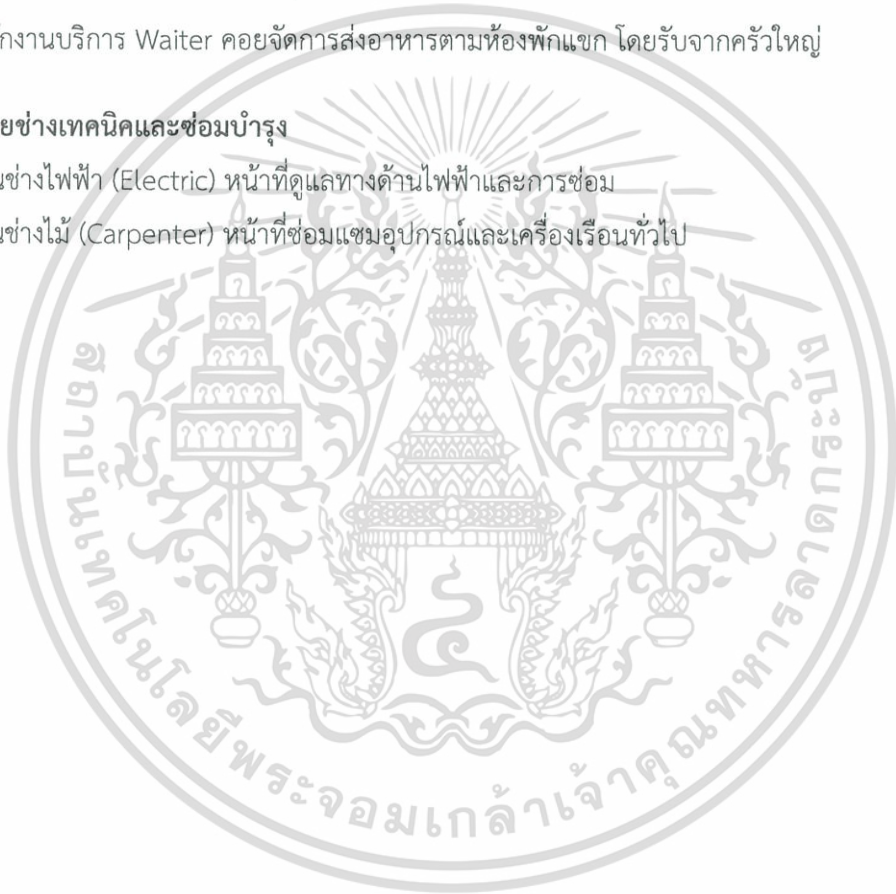 กงานบริการ Waiter คอยจัดการส่งอาหารตามห้องพักแขก โดยรับจากครัวใหญ่
ยช่างเทคนิคและซ่อมบำรุง
นช่างไฟฟ้า (Electric) หน้าที่ดูแลทางด้านไฟฟ้าและการซ่อม
นช่างไม้ (Carpenter) หน้าที่ซ่อมแซมอุปกรณ์และเครื่องเรือนทั่วไป
สถาบันเทคโนโลยีพระจอมเกล้าเจ้าคุณทหารลาดกระบัง
๔